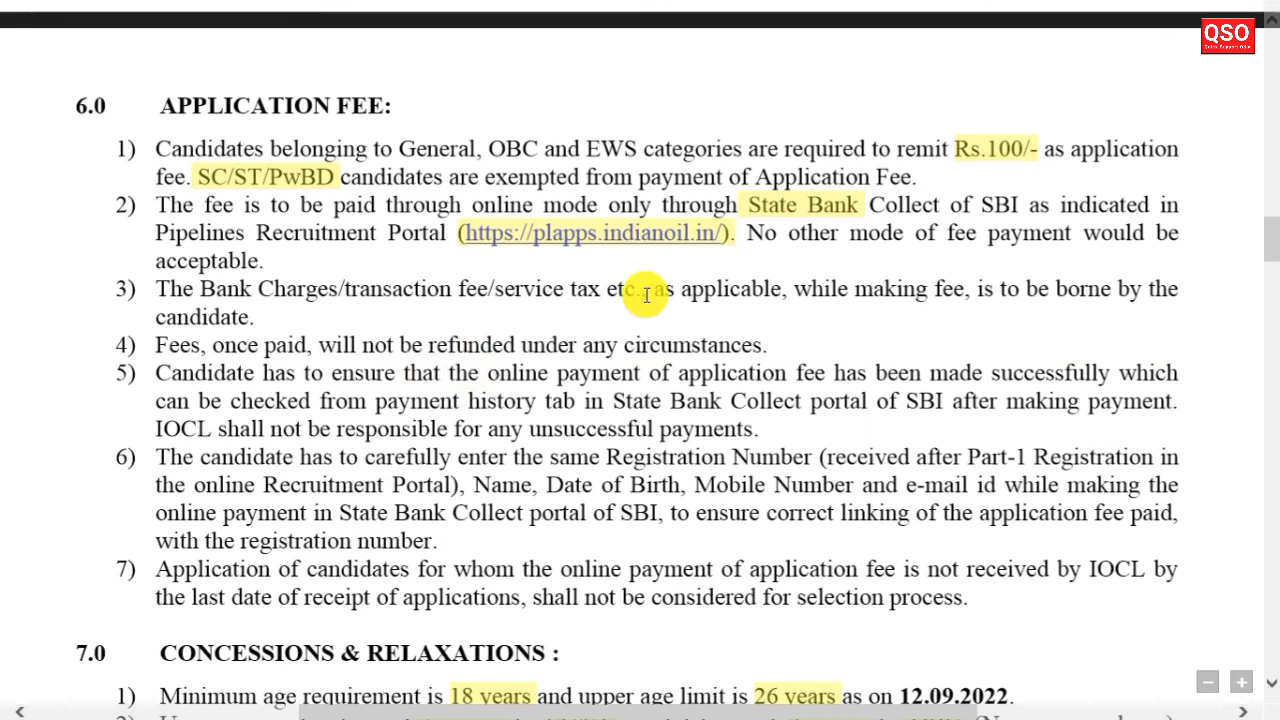 QSO
Quick Support Odia
6.0 APPLICATION FEE:
1) Candidates belonging to General, OBC and EWS categories are required to remit Rs.100/- as application
fee. SC/ST/PwBD candidates are exempted from payment of Application Fee.
2) The fee is to be paid through online mode only through State Bank Collect of SBI as indicated in
Pipelines Recruitment Portal (https://plapps.indianoil.in/). No other mode of fee payment would be
acceptable.
3) The Bank Charges/transaction fee/service tax etc., as applicable, while making fee, is to be borne by the
candidate.
4) Fees, once paid, will not be refunded under any circumstances.
5) Candidate has to ensure that the online payment of application fee has been made successfully which
can be checked from payment history tab in State Bank Collect portal of SBI after making payment.
IOCL shall not be responsible for any unsuccessful payments.
6) The candidate has to carefully enter the same Registration Number (received after Part-1 Registration in
the online Recruitment Portal), Name, Date of Birth, Mobile Number and e-mail id while making the
online payment in State Bank Collect portal of SBI, to ensure correct linking of the application fee paid,
with the registration number.
7) Application of candidates for whom the online payment of application fee is not received by IOCL by
the last date of receipt of applications, shall not be considered for selection process.
7.0 CONCESSIONS & RELAXATIONS :
1) Minimum age requirement is 18 years and upper age limit is 26 years as on 12.09.2022.